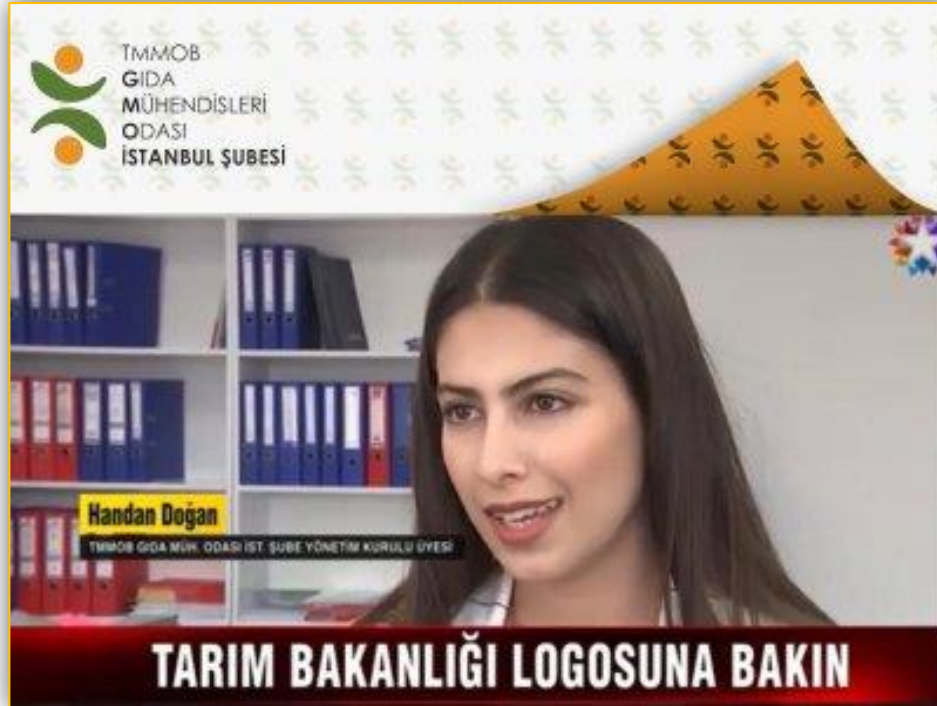 TMMOB
GIDA
MÜHENDİSLERİ
ODASI
İSTANBUL ŞUBESİ
Handan Doğan
TMMOB GIDA MÜH. ODASI İST. ŞUBE YÖNETİM KURULU ÜYESİ
TARIM BAKANLIĞI LOGOSUNA BAKIN